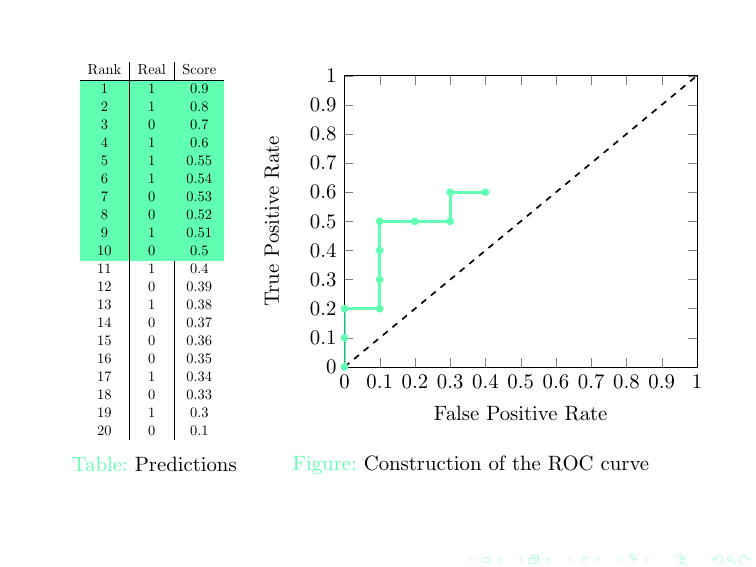 Rank Real Score
1 1 0.9
2 1 0.8
3 0 0.7
4 1 0.6
5 1 0.55
6 1 0.54
7 0 0.53
8 0 0.52
9 1 0.51
10 0 0.5
11 1 0.4
12 0 0.39
13 1 0.38
14 0 0.37
15 0 0.36
16 0 0.35
17 1 0.34
18 0 0.33
19 1 0.3
20 0 0.1
Table: Predictions
True Positive Rate
1
0.9
0.8
0.7
0.6
0.5
0.4
0.3
0.2
0.1
0
0 0.1 0.2 0.3 0.4 0.5 0.6 0.7 0.8 0.9 1
False Positive Rate
Figure: Construction of the ROC curve